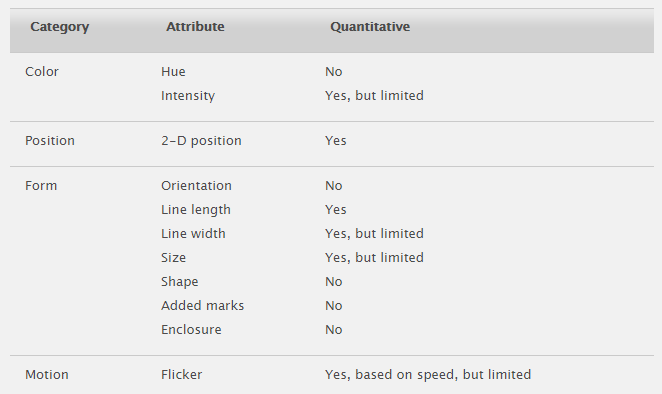 Category Attribute Quantitative
Color Hue No
Intensity Yes, but limited
Position 2-D position Yes
Form Orientation No
Line length Yes
Line width Yes, but limited
Size Yes, but limited
Shape No
Added marks No
Enclosure No
Motion Flicker Yes, based on speed, but limited